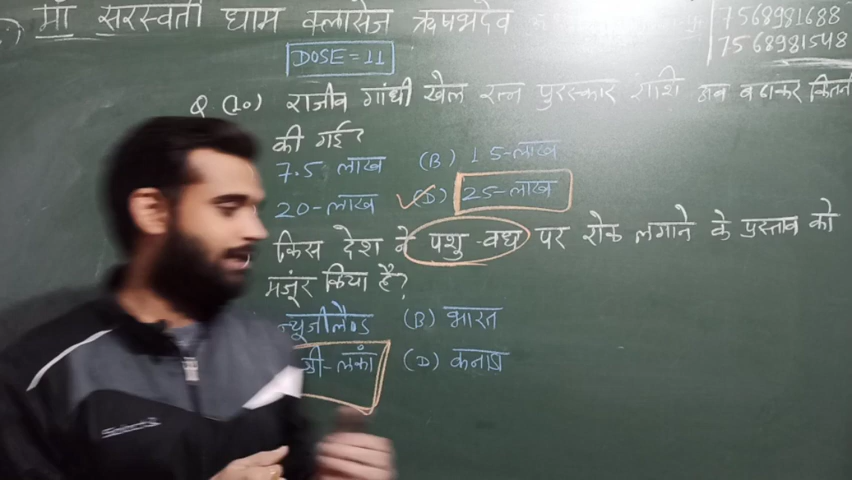 माँ सरस्वती धाम क्लासेज ऋषभदेव
7568981688
7568981548
DOSE = 11
Q (10) राजीव गांधी खेल रत्न पुरस्कार राशि अब बढाकर कितनी
की गई?
7.5 लाख (B) 15-लाख
20-लाख (D) 25-लाख
किस देश ने पशु-वध पर रोक लगाने के प्रस्ताव को
मंजूर किया है?
न्यूजीलैण्ड (B) भारत
श्री-लंका (D) कनाडा